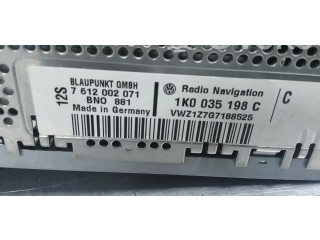 12S
BLAUPUNKT GMBH
7 612 002 071
BNO 881
Made in Germany
Radio Navigation
1K0 035 198 C
VWZ1Z7G7188525
C